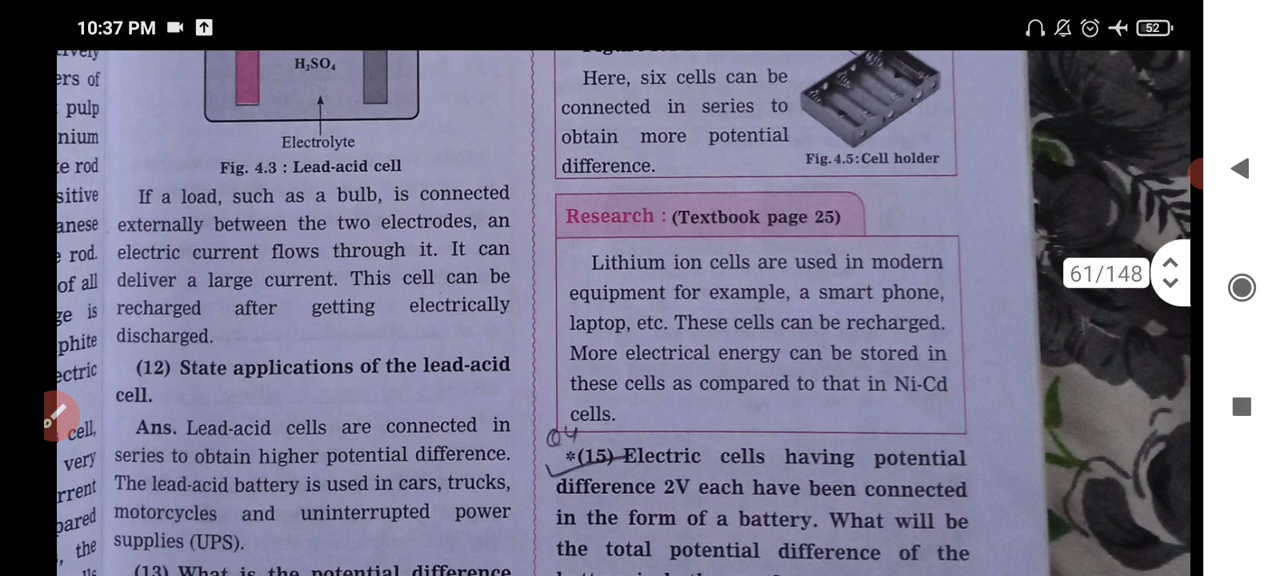 10:37 PM
52
ers of
pulp
nium
e rod
sitive
anese
rod.
of all
ge is
phite
ectric
cell,
very
rrent
pared
the
H₂SO₄
Electrolyte
Fig. 4.3 : Lead-acid cell
If a load, such as a bulb, is connected
externally between the two electrodes, an
electric current flows through it. It can
deliver a large current. This cell can be
recharged after getting electrically
discharged.
(12) State applications of the lead-acid
cell.
Ans. Lead-acid cells are connected in
series to obtain higher potential difference.
The lead-acid battery is used in cars, trucks,
motorcycles and uninterrupted power
supplies (UPS).
(13) What is the potential difference
Here, six cells can be
connected in series to
obtain more potential
difference.
Fig. 4.5:Cell holder
Research : (Textbook page 25)
Lithium ion cells are used in modern
equipment for example, a smart phone,
laptop, etc. These cells can be recharged.
More electrical energy can be stored in
these cells as compared to that in Ni-Cd
cells.
Q4
*(15) Electric cells having potential
difference 2V each have been connected
in the form of a battery. What will be
the total potential difference of the
61/148